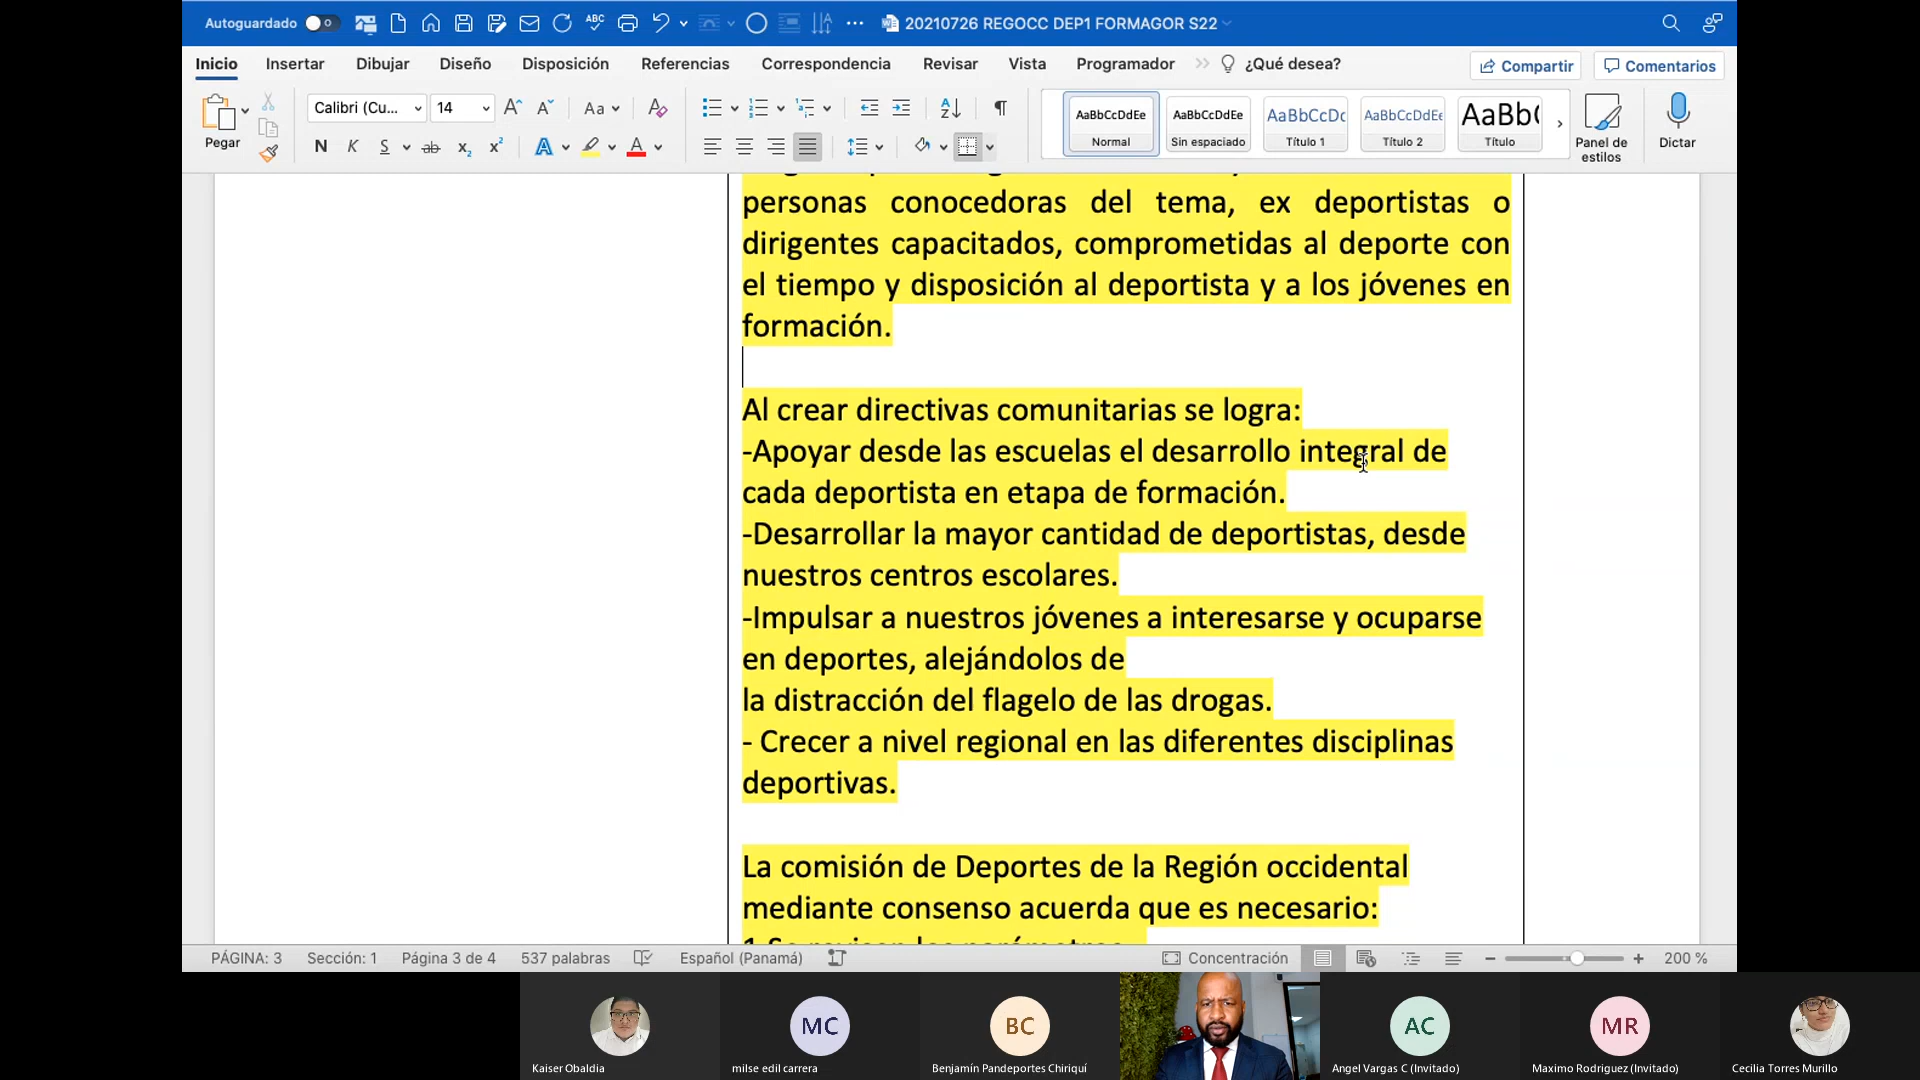 Autoguardado
20210726 REGOCC DEP1 FORMAGOR S22
Inicio Insertar Dibujar Diseño Disposición Referencias Correspondencia Revisar Vista Programador ¿Qué desea? Compartir Comentarios
Pegar
Calibri (Cu... 14
AaBbCcDdEe AaBbCcDdEe AaBbCcDc AaBbCcDdEe AaBb(
Normal Sin espaciado Título 1 Título 2 Título
Panel de estilos
Dictar
personas conocedoras del tema, ex deportistas o
dirigentes capacitados, comprometidas al deporte con
el tiempo y disposición al deportista y a los jóvenes en
formación.
Al crear directivas comunitarias se logra:
-Apoyar desde las escuelas el desarrollo integral de
cada deportista en etapa de formación.
-Desarrollar la mayor cantidad de deportistas, desde
nuestros centros escolares.
-Impulsar a nuestros jóvenes a interesarse y ocuparse
en deportes, alejándolos de
la distracción del flagelo de las drogas.
- Crecer a nivel regional en las diferentes disciplinas
deportivas.
La comisión de Deportes de la Región occidental
mediante consenso acuerda que es necesario:
PÁGINA: 3 Sección: 1 Página 3 de 4 537 palabras Español (Panamá) Concentración 200 %
MC BC AC MR
Kaiser Obaldia milse edil carrera Benjamín Pandeportes Chiriquí Angel Vargas C (Invitado) Maximo Rodriguez (Invitado) Cecilia Torres Murillo